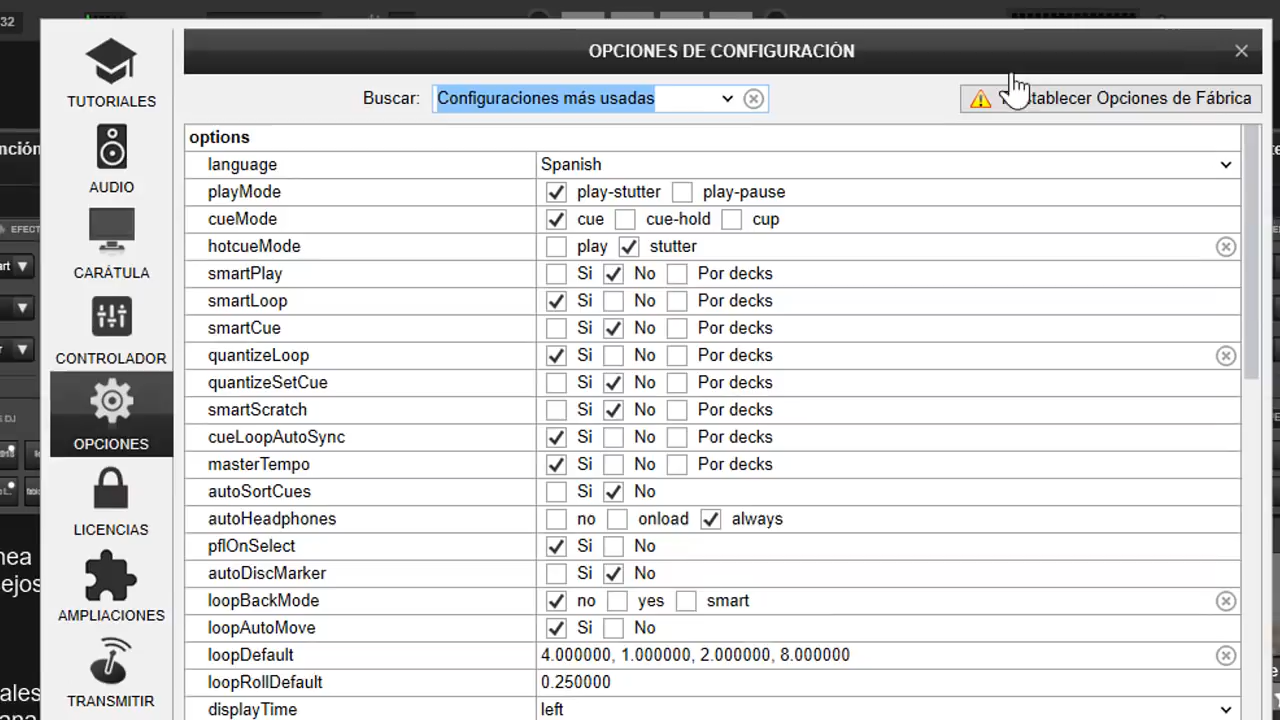 32
OPCIONES DE CONFIGURACIÓN
TUTORIALES
Buscar: Configuraciones más usadas
establecer Opciones de Fábrica
options
language Spanish
playMode play-stutter play-pause
AUDIO
cueMode cue cue-hold cup
hotcueMode play stutter
CARÁTULA
smartPlay Si No Por decks
smartLoop Si No Por decks
smartCue Si No Por decks
CONTROLADOR
quantizeLoop Si No Por decks
quantizeSetCue Si No Por decks
smartScratch Si No Por decks
OPCIONES
cueLoopAutoSync Si No Por decks
masterTempo Si No Por decks
autoSortCues Si No
LICENCIAS
autoHeadphones no onload always
pflOnSelect Si No
autoDiscMarker Si No
AMPLIACIONES
loopBackMode no yes smart
loopAutoMove Si No
loopDefault 4.000000, 1.000000, 2.000000, 8.000000
loopRollDefault 0.250000
TRANSMITIR
displayTime left